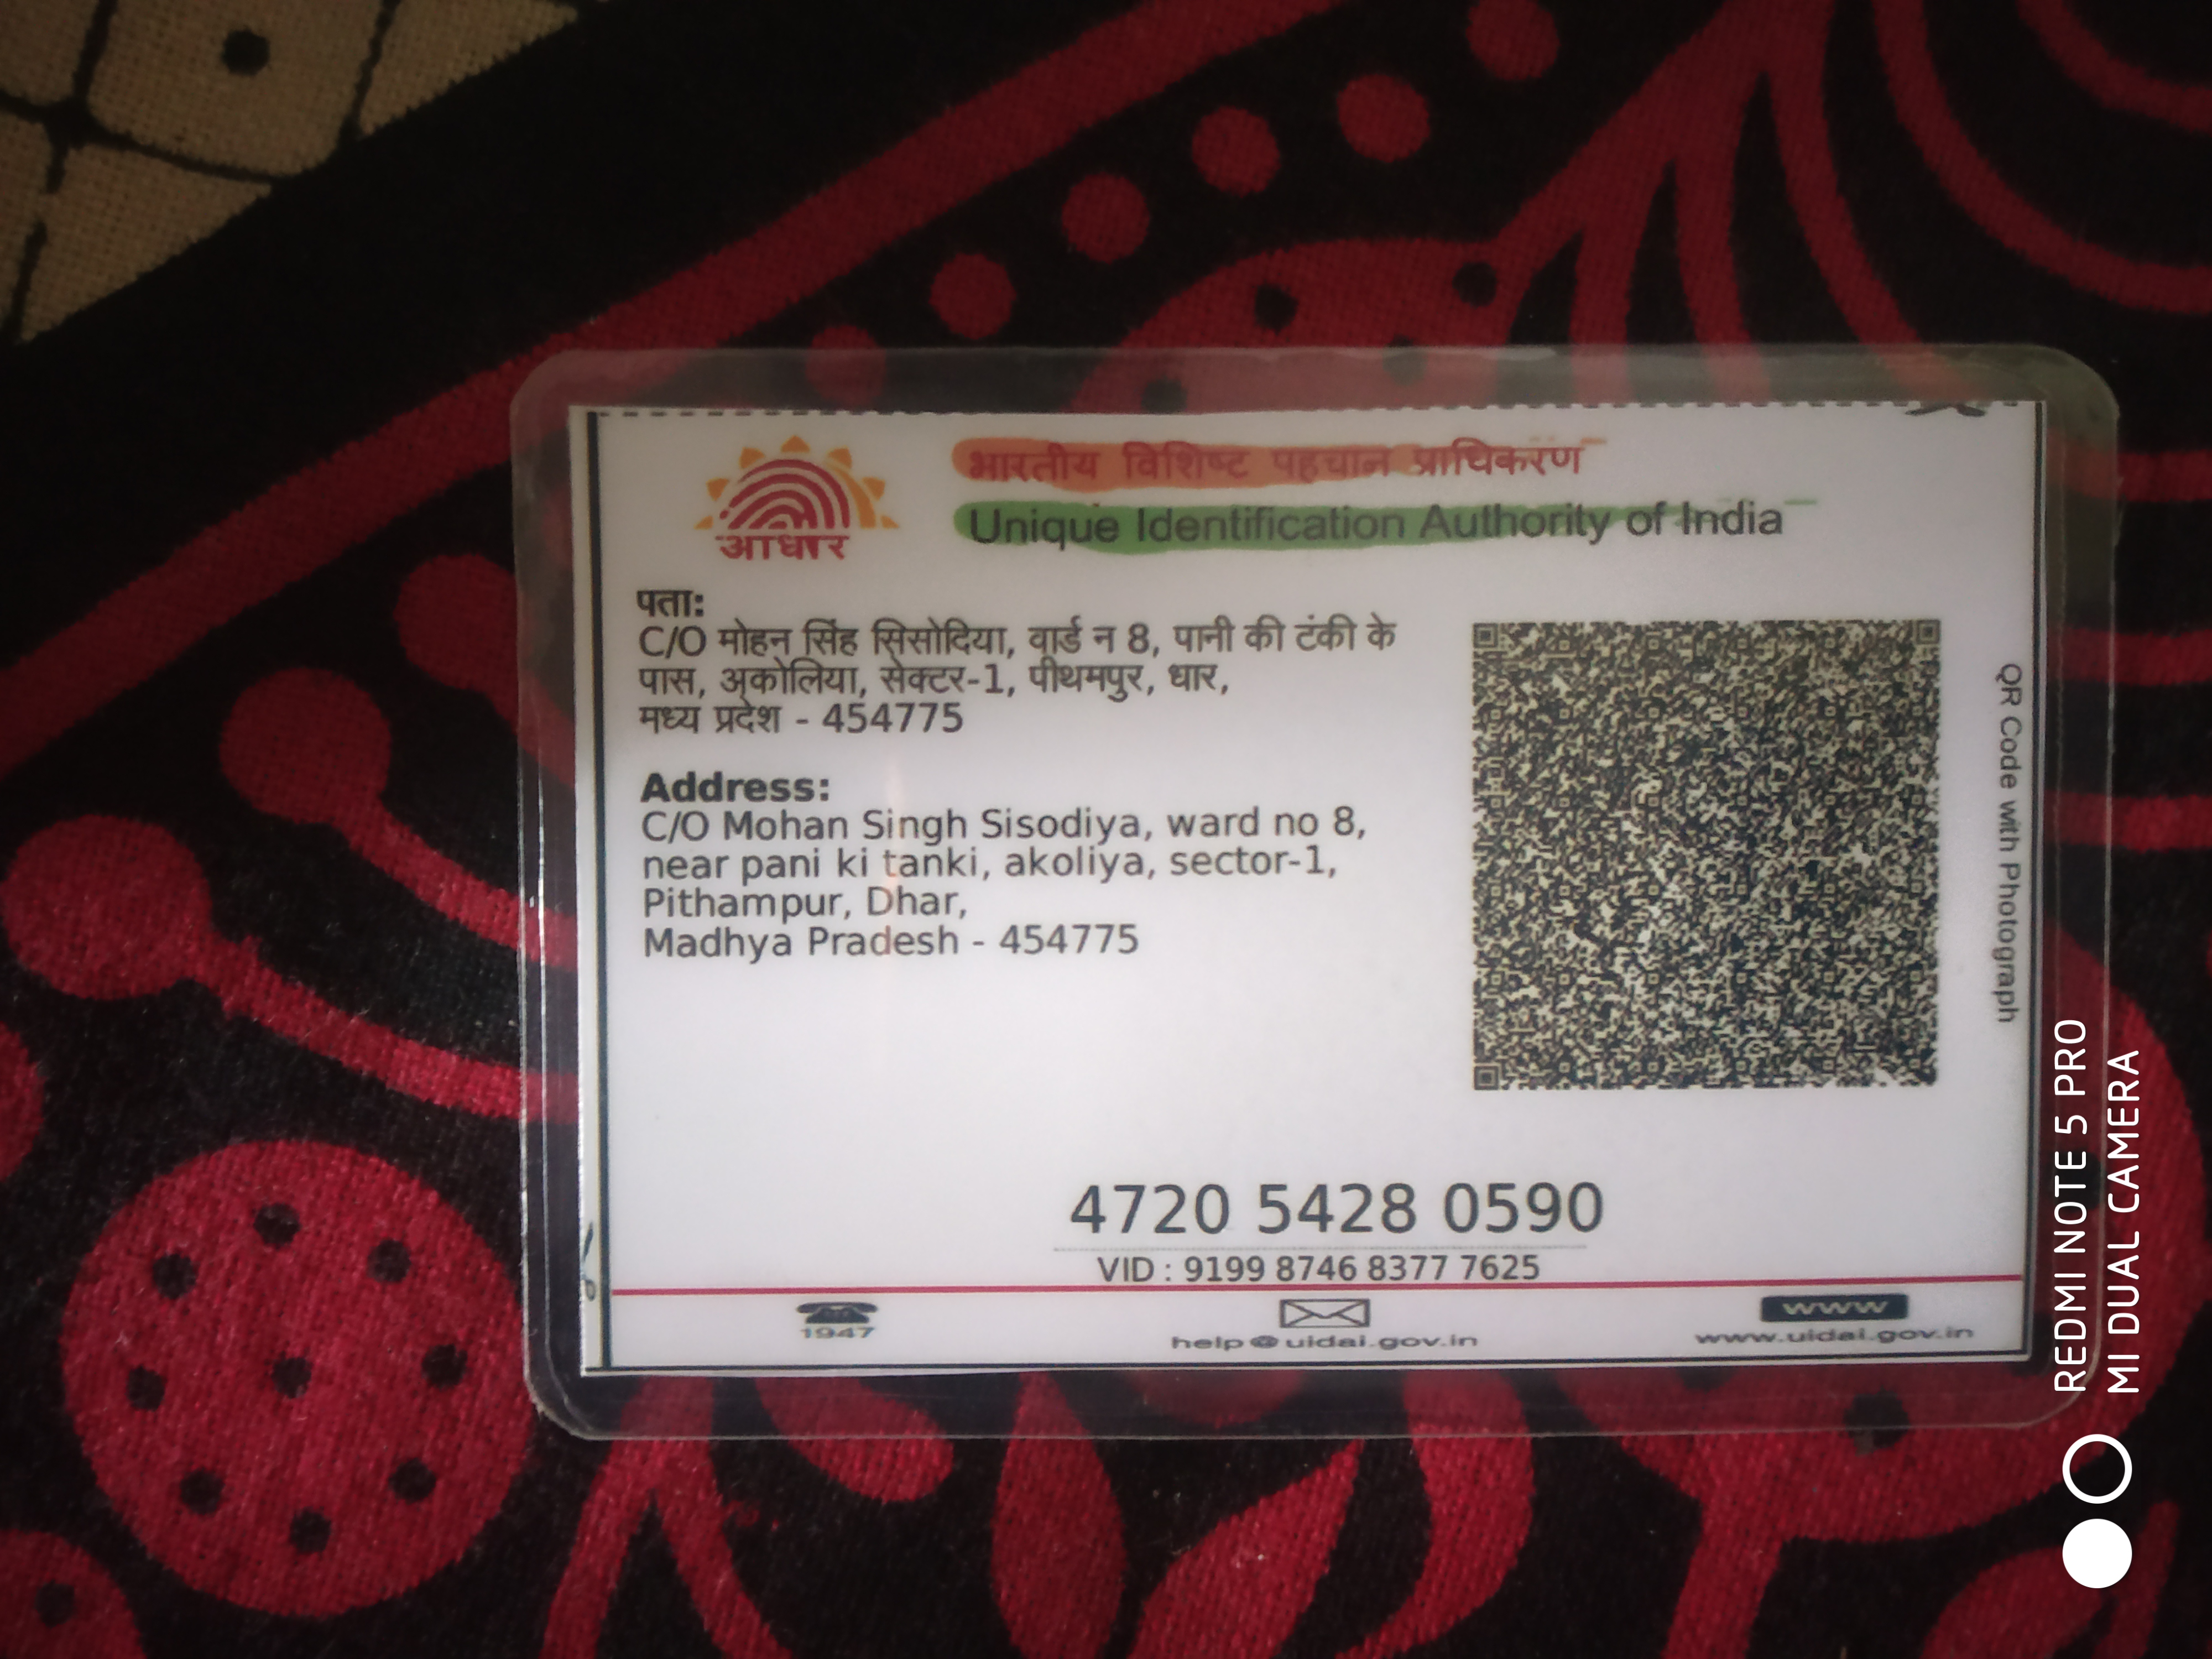 भारतीय विशिष्ट पहचान प्राधिकरण
Unique Identification Authority of India
आधार
पता:
C/O मोहन सिंह सिसोदिया, वार्ड न 8, पानी की टंकी के
पास, अकोलिया, सेक्टर-1, पीथमपुर, धार,
मध्य प्रदेश - 454775
Address:
C/O Mohan Singh Sisodiya, ward no 8,
near pani ki tanki, akoliya, sector-1,
Pithampur, Dhar,
Madhya Pradesh - 454775
QR Code with Photograph
4720 5428 0590
VID : 9199 8746 8377 7625
1947
help@uidai.gov.in
www
www.uidai.gov.in
REDMI NOTE 5 PRO
MI DUAL CAMERA